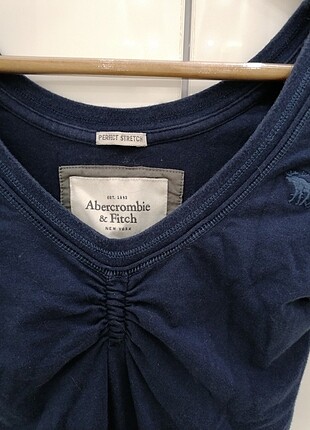 PERFECT STRETCH
EST. 1892
Abercrombie
& Fitch
NEW YORK